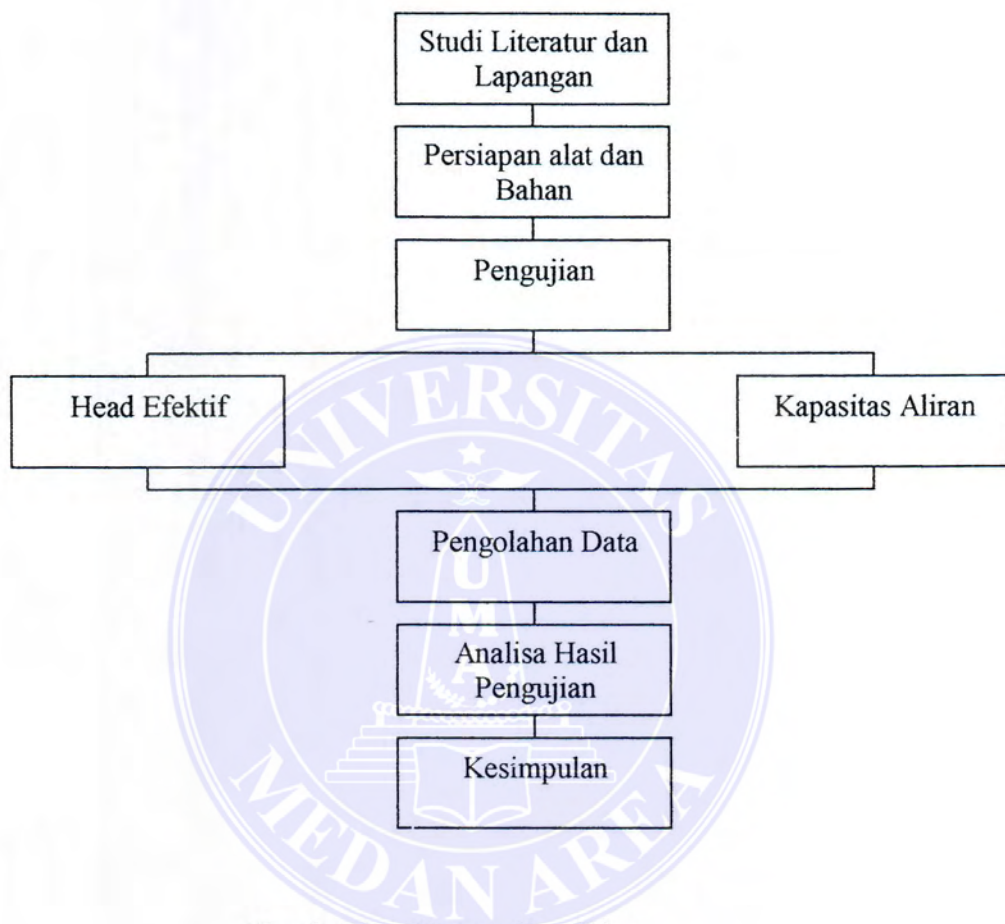 Studi Literatur dan
Lapangan
Persiapan alat dan
Bahan
Pengujian
Head Efektif
Kapasitas Aliran
Pengolahan Data
Analisa Hasil
Pengujian
Kesimpulan
UNIVERSITAS
UMA
MEDAN AREA